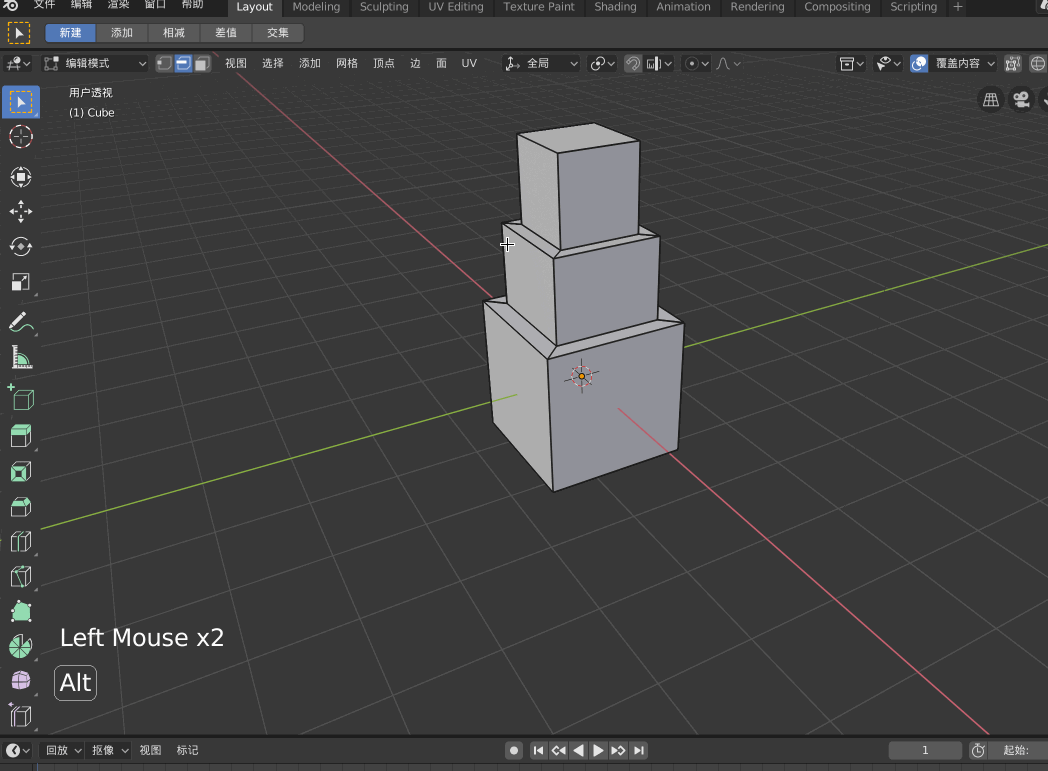 文件 编辑 渲染 窗口 帮助 Layout Modeling Sculpting UV Editing Texture Paint Shading Animation Rendering Compositing Scripting +
新建 添加 相减 差值 交集
编辑模式 视图 选择 添加 网格 顶点 边 面 UV 全局 覆盖内容
用户透视
(1) Cube
Left Mouse x2
Alt
回放 抠像 视图 标记 1 起始: